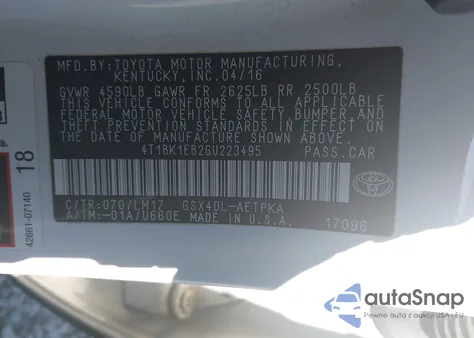 MFD.BY:TOYOTA MOTOR MANUFACTURING,
KENTUCKY,INC.04/16
GVWR 4590LB GAWR FR 2625LB RR 2500LB
THIS VEHICLE CONFORMS TO ALL APPLICABLE
FEDERAL MOTOR VEHICLE SAFETY, BUMPER, AND
THEFT PREVENTION STANDARDS IN EFFECT ON
THE DATE OF MANUFACTURE SHOWN ABOVE.
4T1BK1EB2GU223495 PASS.CAR
C/TR:070/LM17 GSX40L-AETPKA
A/TM:-01A/U660E MADE IN U.S.A.
TOYOTA
17096
42661-07140
18
autoSnap
Pewne auta z aukcji USA i EU